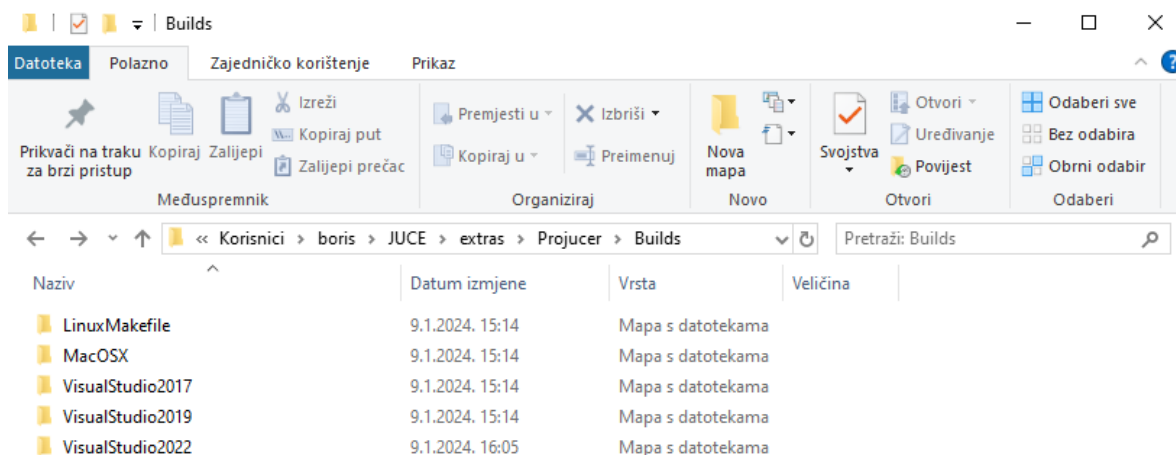 Builds
Datoteka Polazno Zajedničko korištenje Prikaz
Prikvači na traku za brzi pristup
Kopiraj
Zalijepi
Izreži
Kopiraj put
Zalijepi prečac
Međuspremnik
Premjesti u
Kopiraj u
Izbriši
Preimenuj
Organiziraj
Nova mapa
Novo
Svojstva
Otvori
Uređivanje
Povijest
Otvori
Odaberi sve
Bez odabira
Obrni odabir
Odaberi
« Korisnici > boris > JUCE > extras > Projucer > Builds
Pretraži: Builds
Naziv Datum izmjene Vrsta Veličina
LinuxMakefile 9.1.2024. 15:14 Mapa s datotekama
MacOSX 9.1.2024. 15:14 Mapa s datotekama
VisualStudio2017 9.1.2024. 15:14 Mapa s datotekama
VisualStudio2019 9.1.2024. 15:14 Mapa s datotekama
VisualStudio2022 9.1.2024. 16:05 Mapa s datotekama